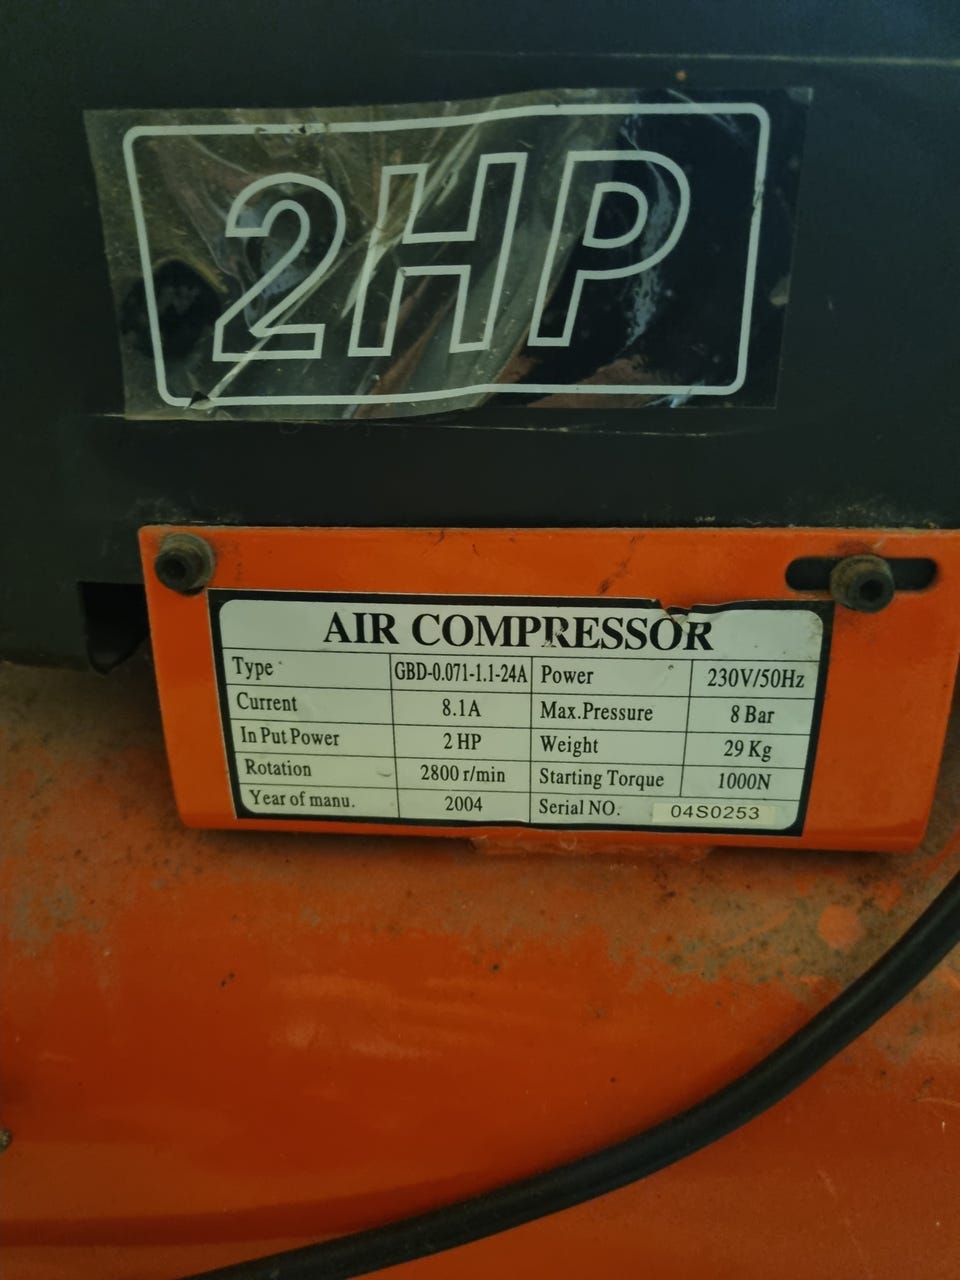 2HP
AIR COMPRESSOR
Type GBD-0.071-1.1-24A Power 230V/50Hz
Current 8.1A Max.Pressure 8 Bar
In Put Power 2 HP Weight 29 Kg
Rotation 2800 r/min Starting Torque 1000N
Year of manu. 2004 Serial NO. 04S0253